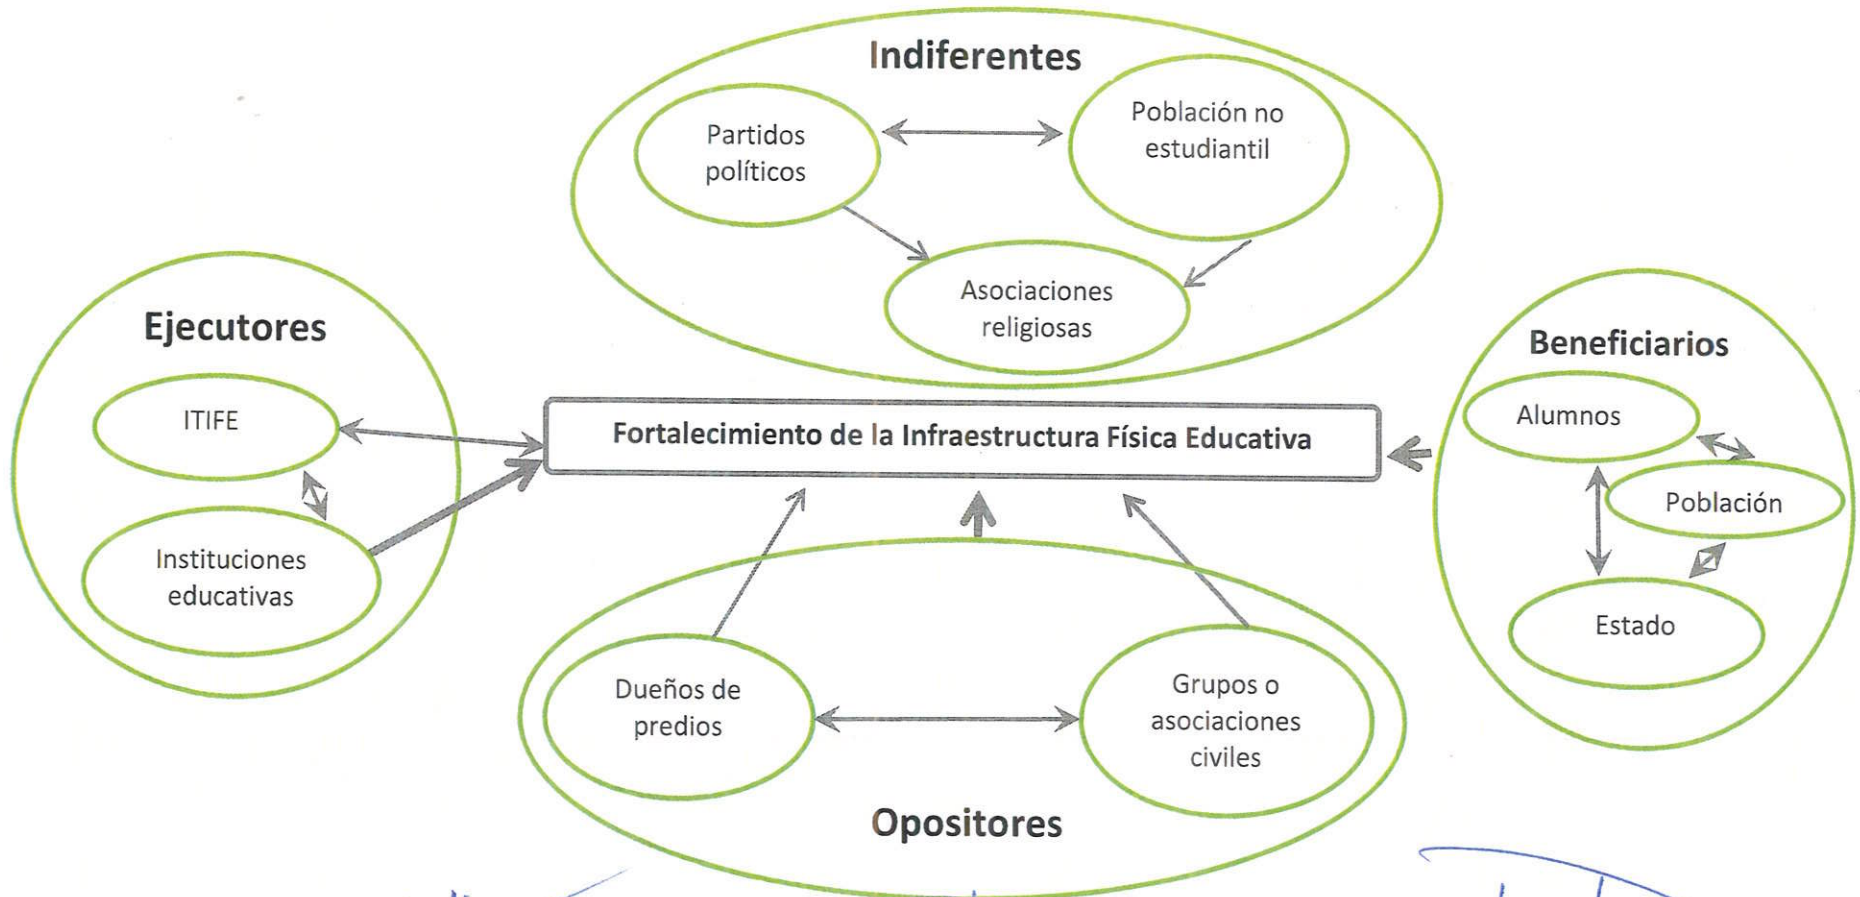 Indiferentes
Partidos
políticos
Población no
estudiantil
Asociaciones
religiosas
Ejecutores
ITIFE
Instituciones
educativas
Fortalecimiento de la Infraestructura Física Educativa
Beneficiarios
Alumnos
Población
Estado
Dueños de
predios
Grupos o
asociaciones
civiles
Opositores